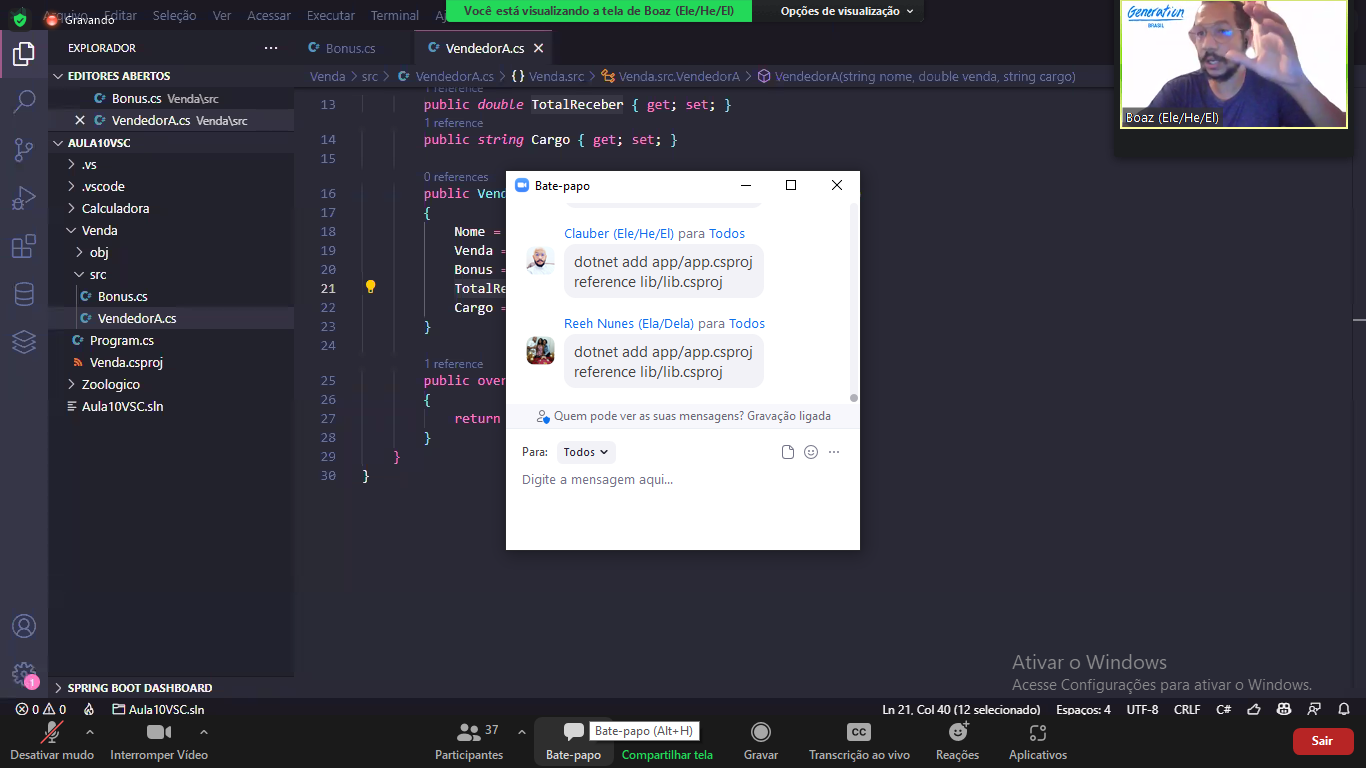 Arquivo Editar Seleção Ver Acessar Executar Terminal
Gravando
Você está visualizando a tela de Boaz (Ele/He/El)
Opções de visualização
Generation
BRASIL
Boaz (Ele/He/El)
EXPLORADOR
EDITORES ABERTOS
Bonus.cs Venda\src
VendedorA.cs Venda\src
AULA10VSC
.vs
.vscode
Calculadora
Venda
obj
src
Bonus.cs
VendedorA.cs
Program.cs
Venda.csproj
Zoologico
Aula10VSC.sln
SPRING BOOT DASHBOARD
Bonus.cs
VendedorA.cs
Venda > src > VendedorA.cs > {} Venda.src > Venda.src.VendedorA > VendedorA(string nome, double venda, string cargo)
1 reference
13 public double TotalReceber { get; set; }
1 reference
14 public string Cargo { get; set; }
15
0 references
16 public Vend
17 {
18 Nome =
19 Venda =
20 Bonus =
21 TotalRe
22 Cargo =
23 }
24
1 reference
25 public over
26 {
27 return
28 }
29 }
30 }
Bate-papo
Clauber (Ele/He/El) para Todos
dotnet add app/app.csproj
reference lib/lib.csproj
Reeh Nunes (Ela/Dela) para Todos
dotnet add app/app.csproj
reference lib/lib.csproj
Quem pode ver as suas mensagens? Gravação ligada
Para: Todos
Digite a mensagem aqui...
Ativar o Windows
Acesse Configurações para ativar o Windows.
1
0 0 Aula10VSC.sln
Ln 21, Col 40 (12 selecionado) Espaços: 4 UTF-8 CRLF C#
37
Bate-papo (Alt+H)
CC
Desativar mudo
Interromper Vídeo
Participantes
Bate-papo
Compartilhar tela
Gravar
Transcrição ao vivo
Reações
Aplicativos
Sair